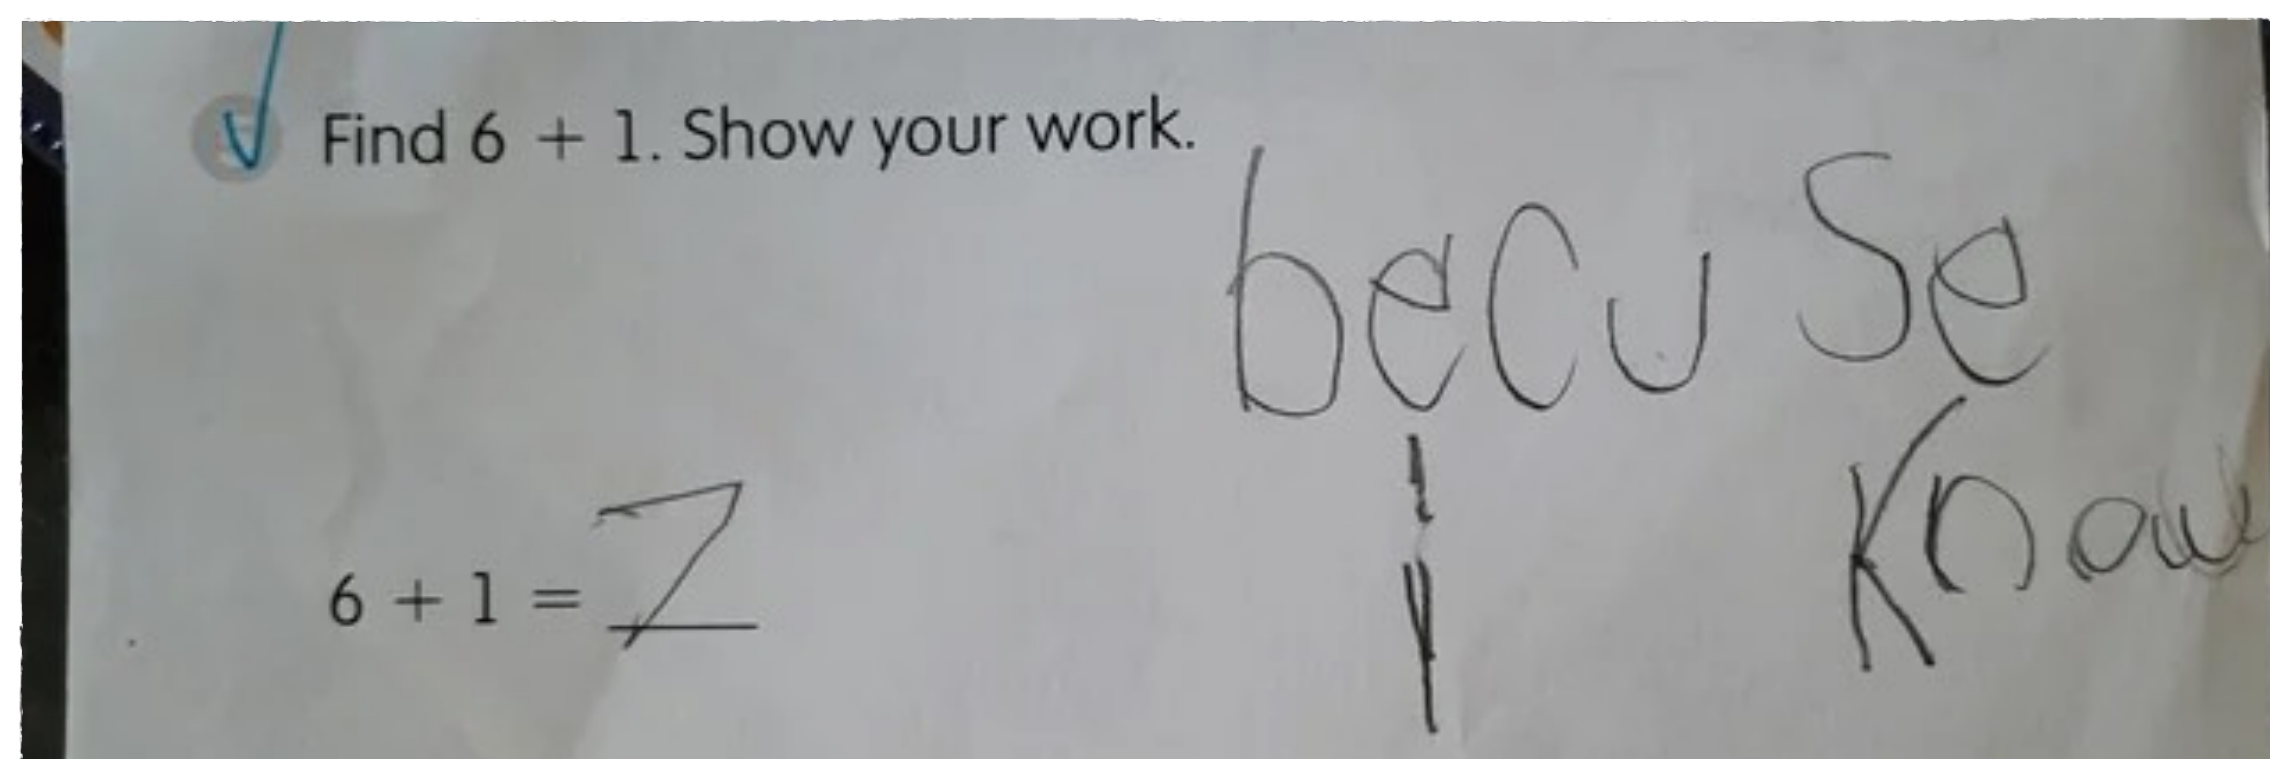 Find 6 + 1. Show your work.
becuse
I know
6 + 1 = 7